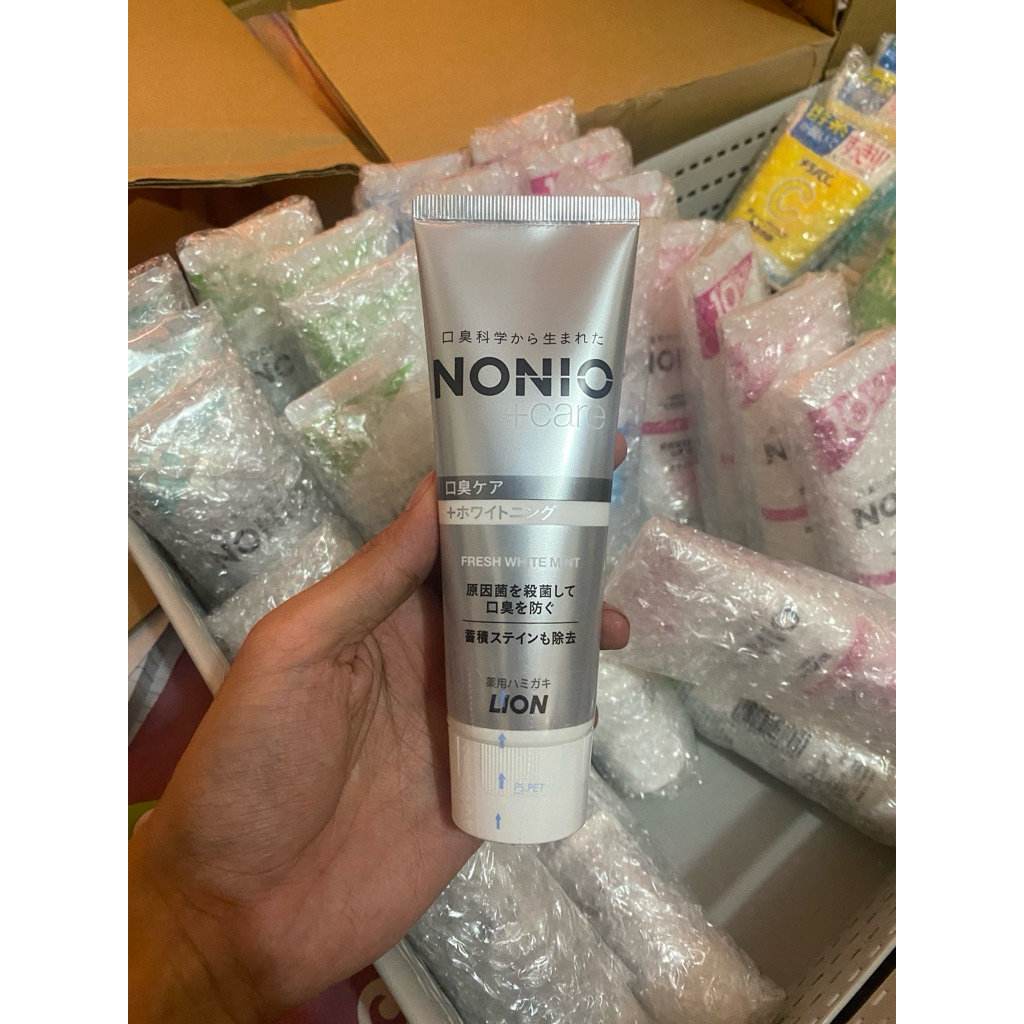 口臭科学から生まれた
NONIO
+care
口臭ケア
+ホワイトニング
FRESH WHITE MINT
原因菌を殺菌して
口臭を防ぐ
蓄積ステインも除去
薬用ハミガキ
LION
PS,PET
NONIO
NONIO
10%